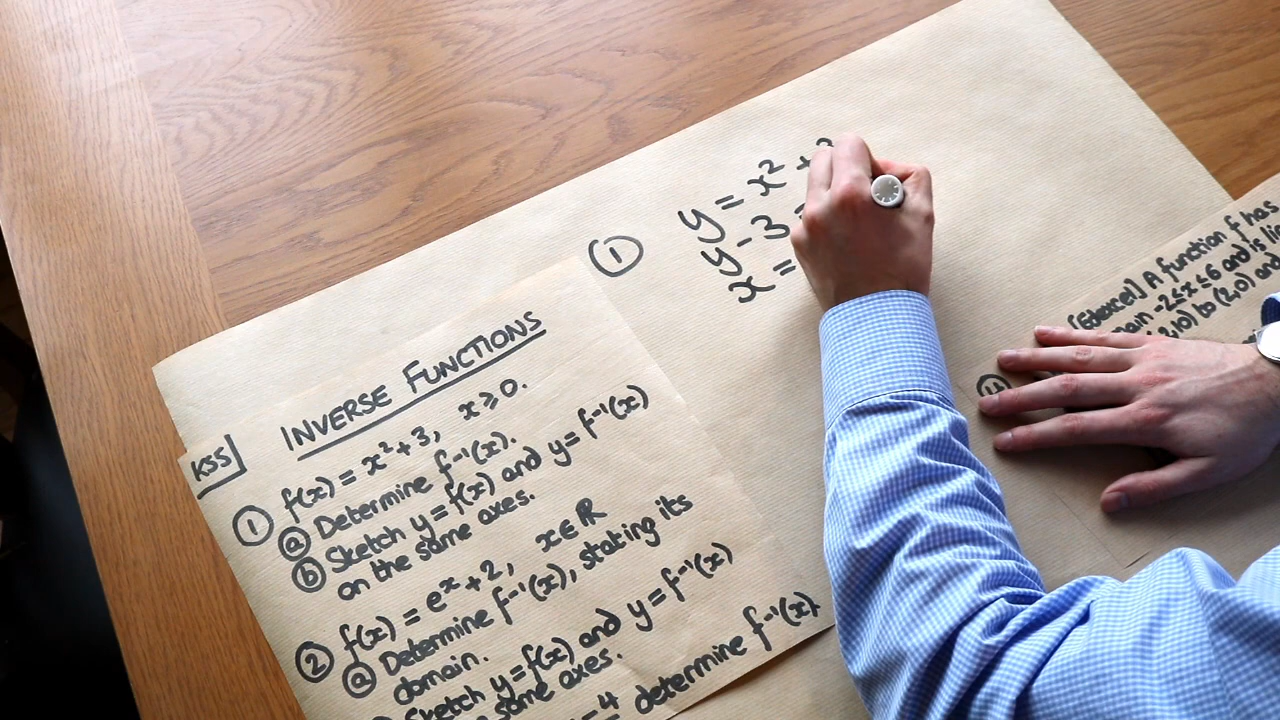 KSS
INVERSE FUNCTIONS
① f(x) = x²+3, x⩾0.
ⓐ Determine f⁻¹(x).
ⓑ Sketch y=f(x) and y=f⁻¹(x)
on the same axes.
② f(x) = eˣ+2, x∈ℝ
ⓐ Determine f⁻¹(x), stating its
domain.
Sketch y=f(x) and y=f⁻¹(x)
same axes.
determine f⁻¹(x)
①
y = x² +
y - 3
x =
[Edexcel] A function f has
-2≤x≤6 and is
to (2,0) and